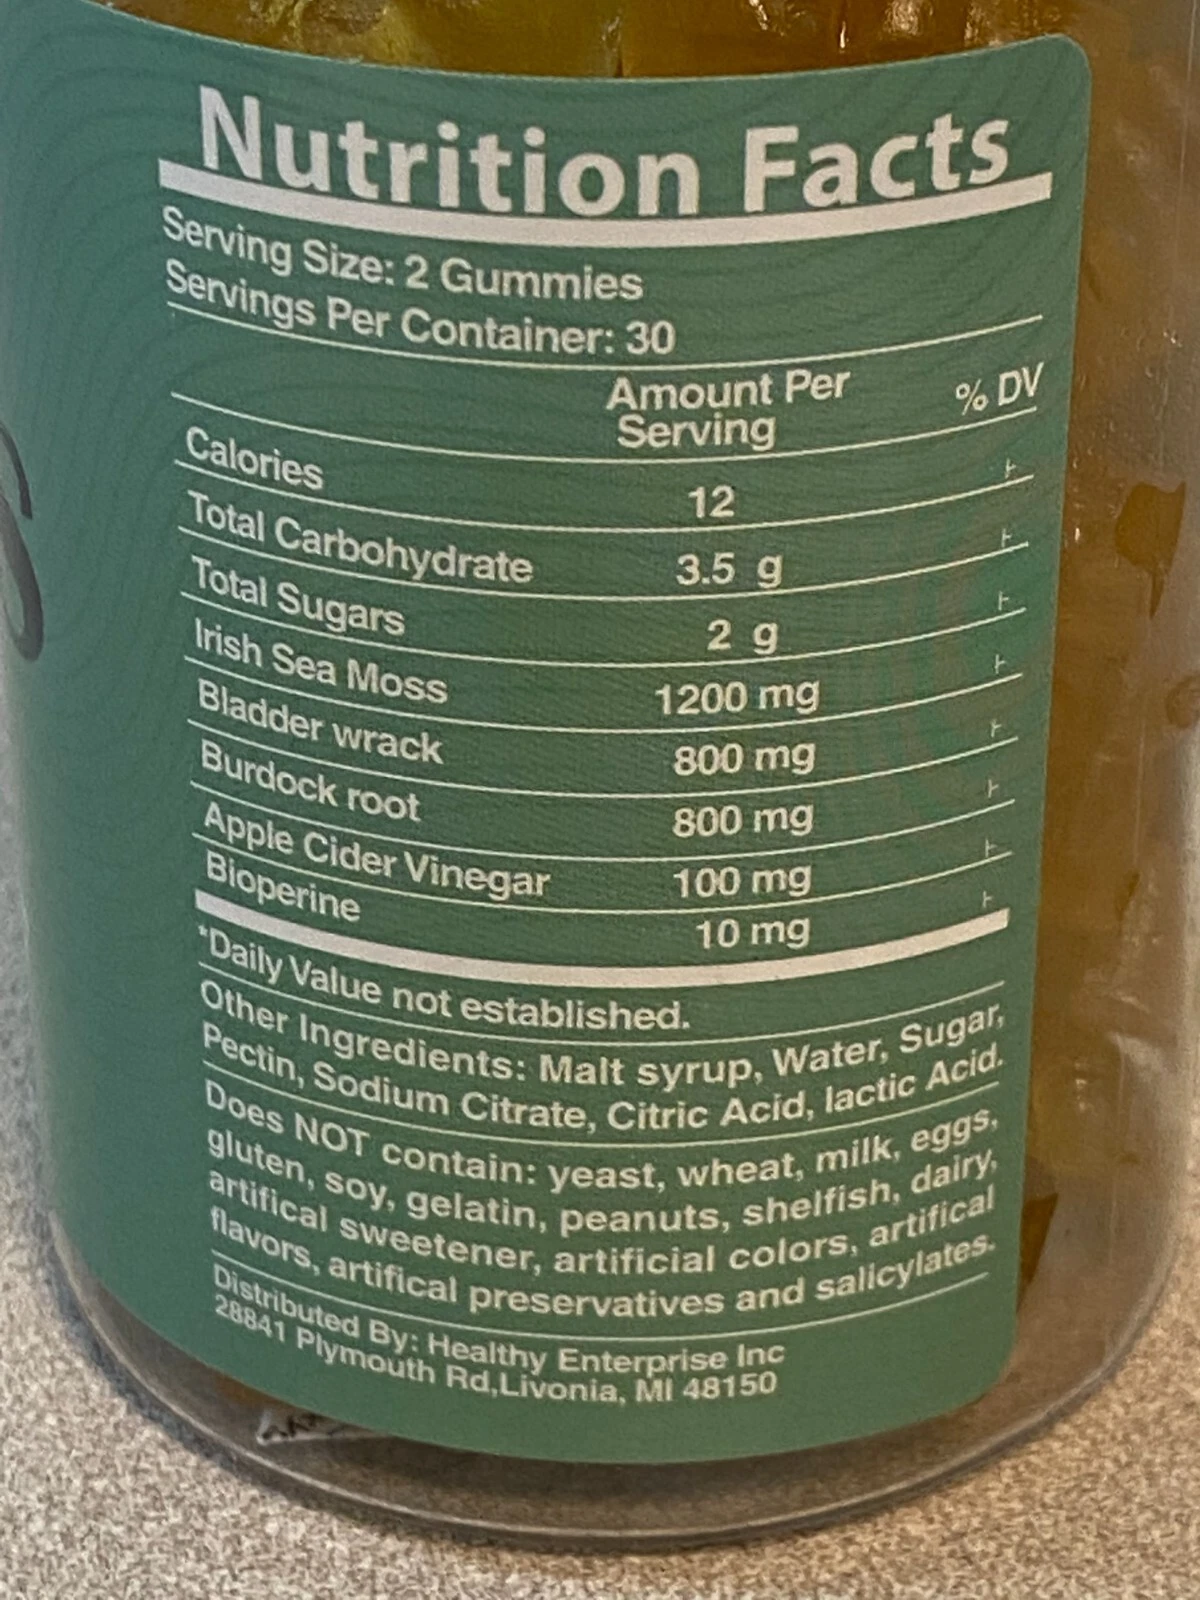 Nutrition Facts
Serving Size: 2 Gummies
Servings Per Container: 30
Amount Per Serving % DV
Calories 12
Total Carbohydrate 3.5 g
Total Sugars 2 g
Irish Sea Moss 1200 mg
Bladder wrack 800 mg
Burdock root 800 mg
Apple Cider Vinegar 100 mg
Bioperine 10 mg
*Daily Value not established.
Other Ingredients: Malt syrup, Water, Sugar,
Pectin, Sodium Citrate, Citric Acid, lactic Acid.
Does NOT contain: yeast, wheat, milk, eggs,
gluten, soy, gelatin, peanuts, shelfish, dairy,
artifical sweetener, artificial colors, artifical
flavors, artifical preservatives and salicylates.
Distributed By: Healthy Enterprise Inc
28841 Plymouth Rd,Livonia, MI 48150